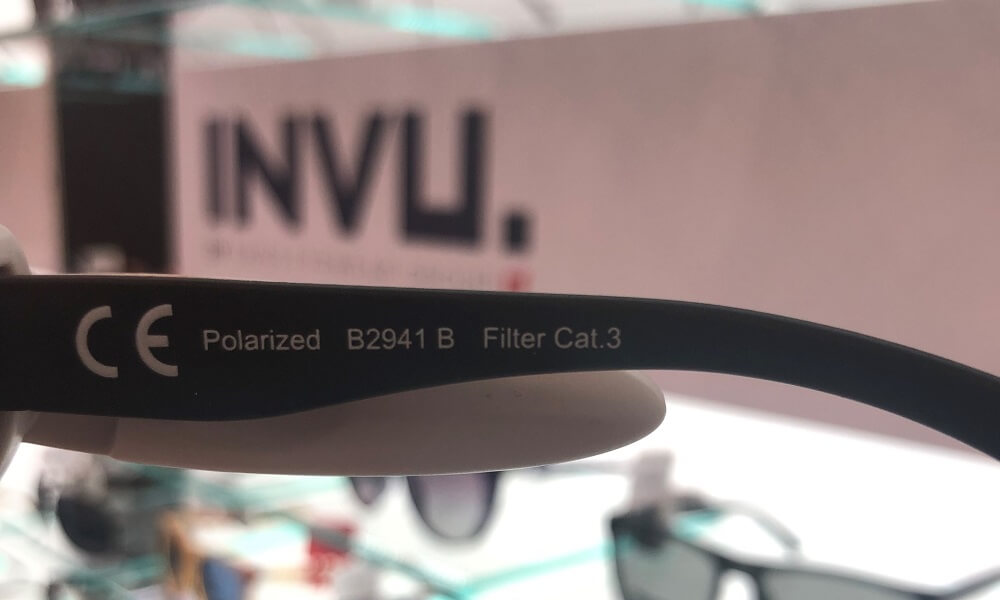 INVU.
CE Polarized B2941 B Filter Cat.3